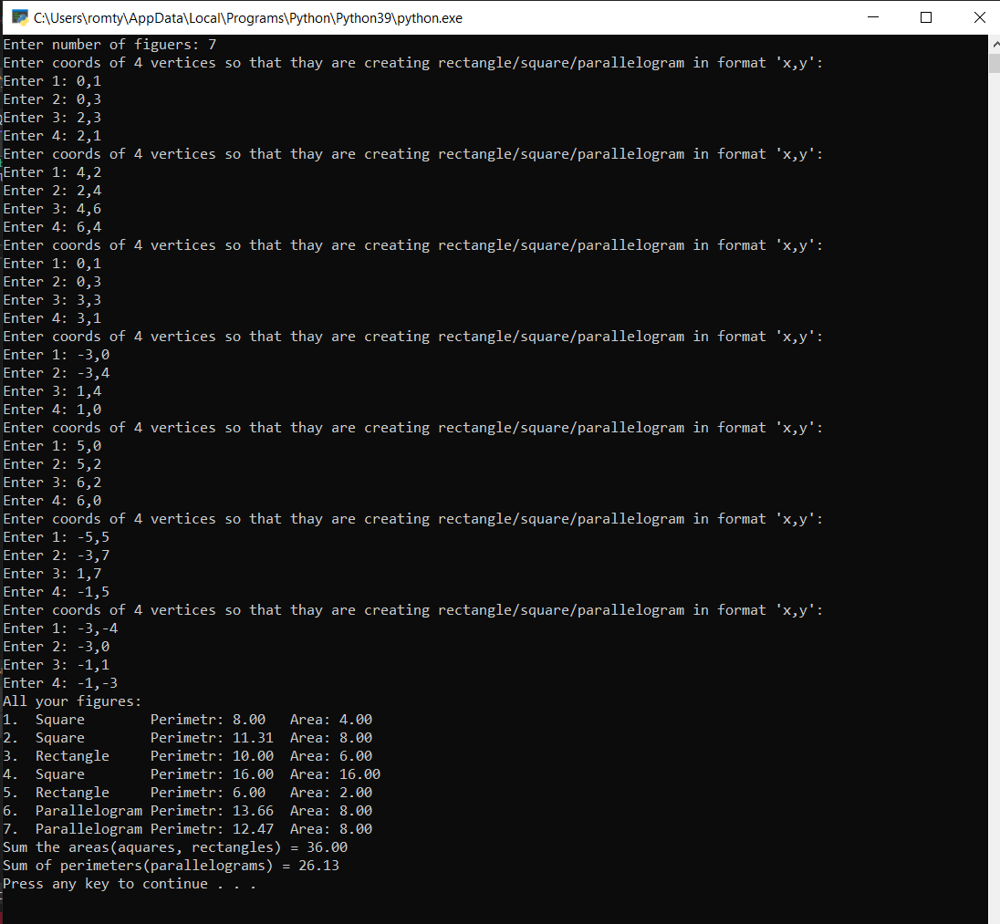 C:\Users\romty\AppData\Local\Programs\Python\Python39\python.exe
Enter number of figuers: 7
Enter coords of 4 vertices so that thay are creating rectangle/square/parallelogram in format 'x,y':
Enter 1: 0,1
Enter 2: 0,3
Enter 3: 2,3
Enter 4: 2,1
Enter coords of 4 vertices so that thay are creating rectangle/square/parallelogram in format 'x,y':
Enter 1: 4,2
Enter 2: 2,4
Enter 3: 4,6
Enter 4: 6,4
Enter coords of 4 vertices so that thay are creating rectangle/square/parallelogram in format 'x,y':
Enter 1: 0,1
Enter 2: 0,3
Enter 3: 3,3
Enter 4: 3,1
Enter coords of 4 vertices so that thay are creating rectangle/square/parallelogram in format 'x,y':
Enter 1: -3,0
Enter 2: -3,4
Enter 3: 1,4
Enter 4: 1,0
Enter coords of 4 vertices so that thay are creating rectangle/square/parallelogram in format 'x,y':
Enter 1: 5,0
Enter 2: 5,2
Enter 3: 6,2
Enter 4: 6,0
Enter coords of 4 vertices so that thay are creating rectangle/square/parallelogram in format 'x,y':
Enter 1: -5,5
Enter 2: -3,7
Enter 3: 1,7
Enter 4: -1,5
Enter coords of 4 vertices so that thay are creating rectangle/square/parallelogram in format 'x,y':
Enter 1: -3,-4
Enter 2: -3,0
Enter 3: -1,1
Enter 4: -1,-3
All your figures:
1.  Square        Perimetr: 8.00   Area: 4.00
2.  Square        Perimetr: 11.31  Area: 8.00
3.  Rectangle     Perimetr: 10.00  Area: 6.00
4.  Square        Perimetr: 16.00  Area: 16.00
5.  Rectangle     Perimetr: 6.00   Area: 2.00
6.  Parallelogram Perimetr: 13.66  Area: 8.00
7.  Parallelogram Perimetr: 12.47  Area: 8.00
Sum the areas(aquares, rectangles) = 36.00
Sum of perimeters(parallelograms) = 26.13
Press any key to continue . . .